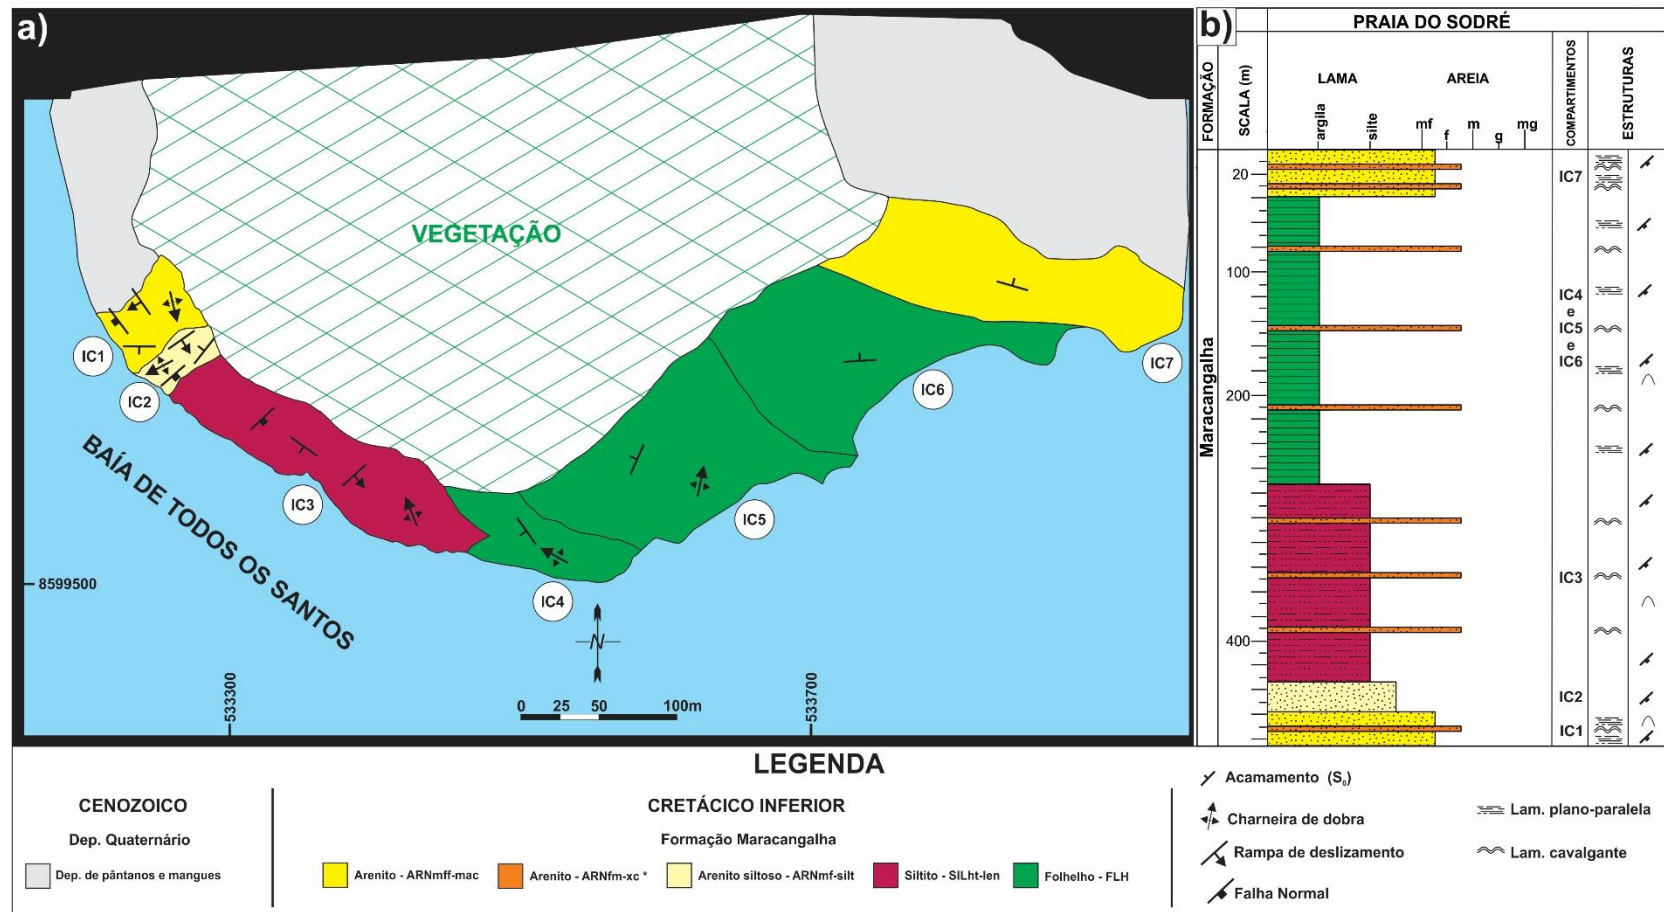 a)
VEGETAÇÃO
IC1
IC2
IC3
IC4
IC5
IC6
IC7
BAÍA DE TODOS OS SANTOS
8599500
N
0 25 50 100m
533300
533700
b)
PRAIA DO SODRÉ
FORMAÇÃO
SCALA (m)
LAMA
AREIA
argila
silte
mf
f
m
g
mg
COMPARTIMENTOS
ESTRUTURAS
Maracangalha
20
100
200
400
IC7
IC4
e
IC5
e
IC6
IC3
IC2
IC1
LEGENDA
CENOZOICO
Dep. Quaternário
Dep. de pântanos e mangues
CRETÁCICO INFERIOR
Formação Maracangalha
Arenito - ARNmff-mac
Arenito - ARNfm-xc *
Arenito siltoso - ARNmf-silt
Siltito - SILht-len
Folhelho - FLH
Acamamento (S₀)
Charneira de dobra
Rampa de deslizamento
Falha Normal
Lam. plano-paralela
Lam. cavalgante